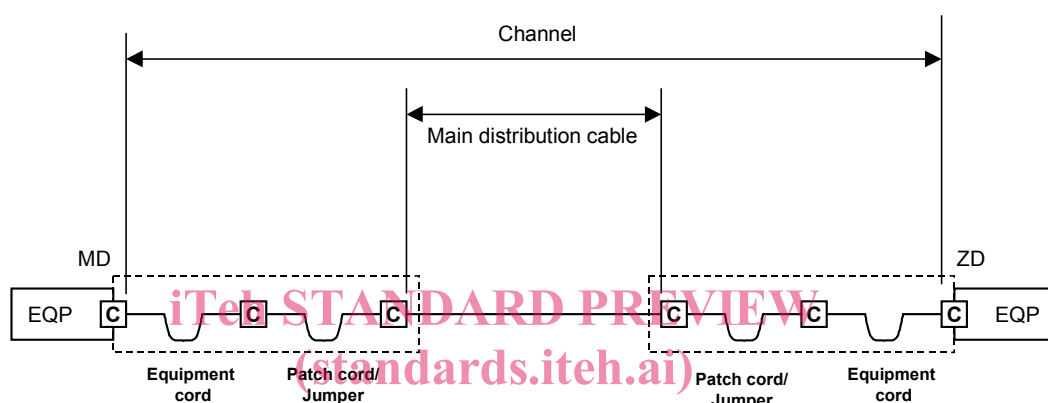 Channel
Main distribution cable
MD
ZD
EQP
C
C
C
C
C
C
EQP
iTeh STANDARD PREVIEW
(standards.iteh.ai)
Equipment
cord
Patch cord/
Jumper
Patch cord/
Jumper
Equipment
cord